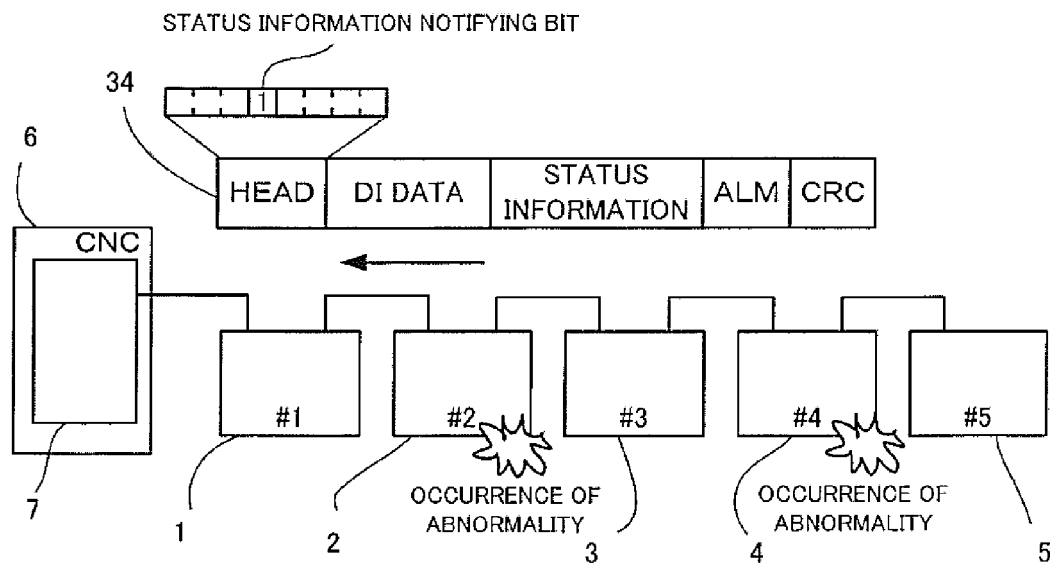 STATUS INFORMATION NOTIFYING BIT
34
1
6
HEAD
DI DATA
STATUS
INFORMATION
ALM
CRC
CNC
#1
#2
#3
#4
#5
7
1
2
OCCURRENCE OF
ABNORMALITY
3
OCCURRENCE OF
ABNORMALITY
4
5